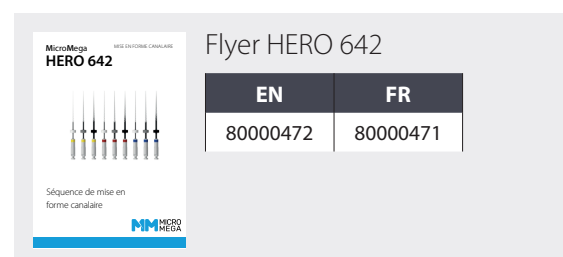 MicroMega
MISE EN FORME CANALAIRE
HERO 642
Séquence de mise en
forme canalaire
MM MICRO
MEGA
Flyer HERO 642
EN FR
80000472 80000471